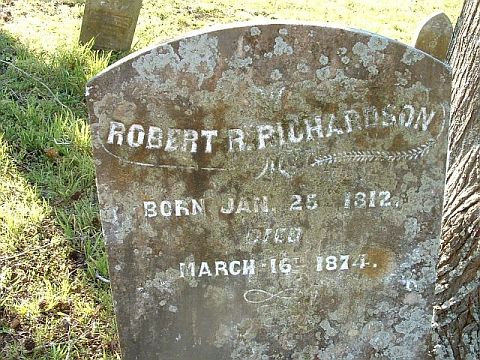 ROBERT R. RICHARDSON
BORN JAN. 25 1812.
DIED
MARCH 16 1874.